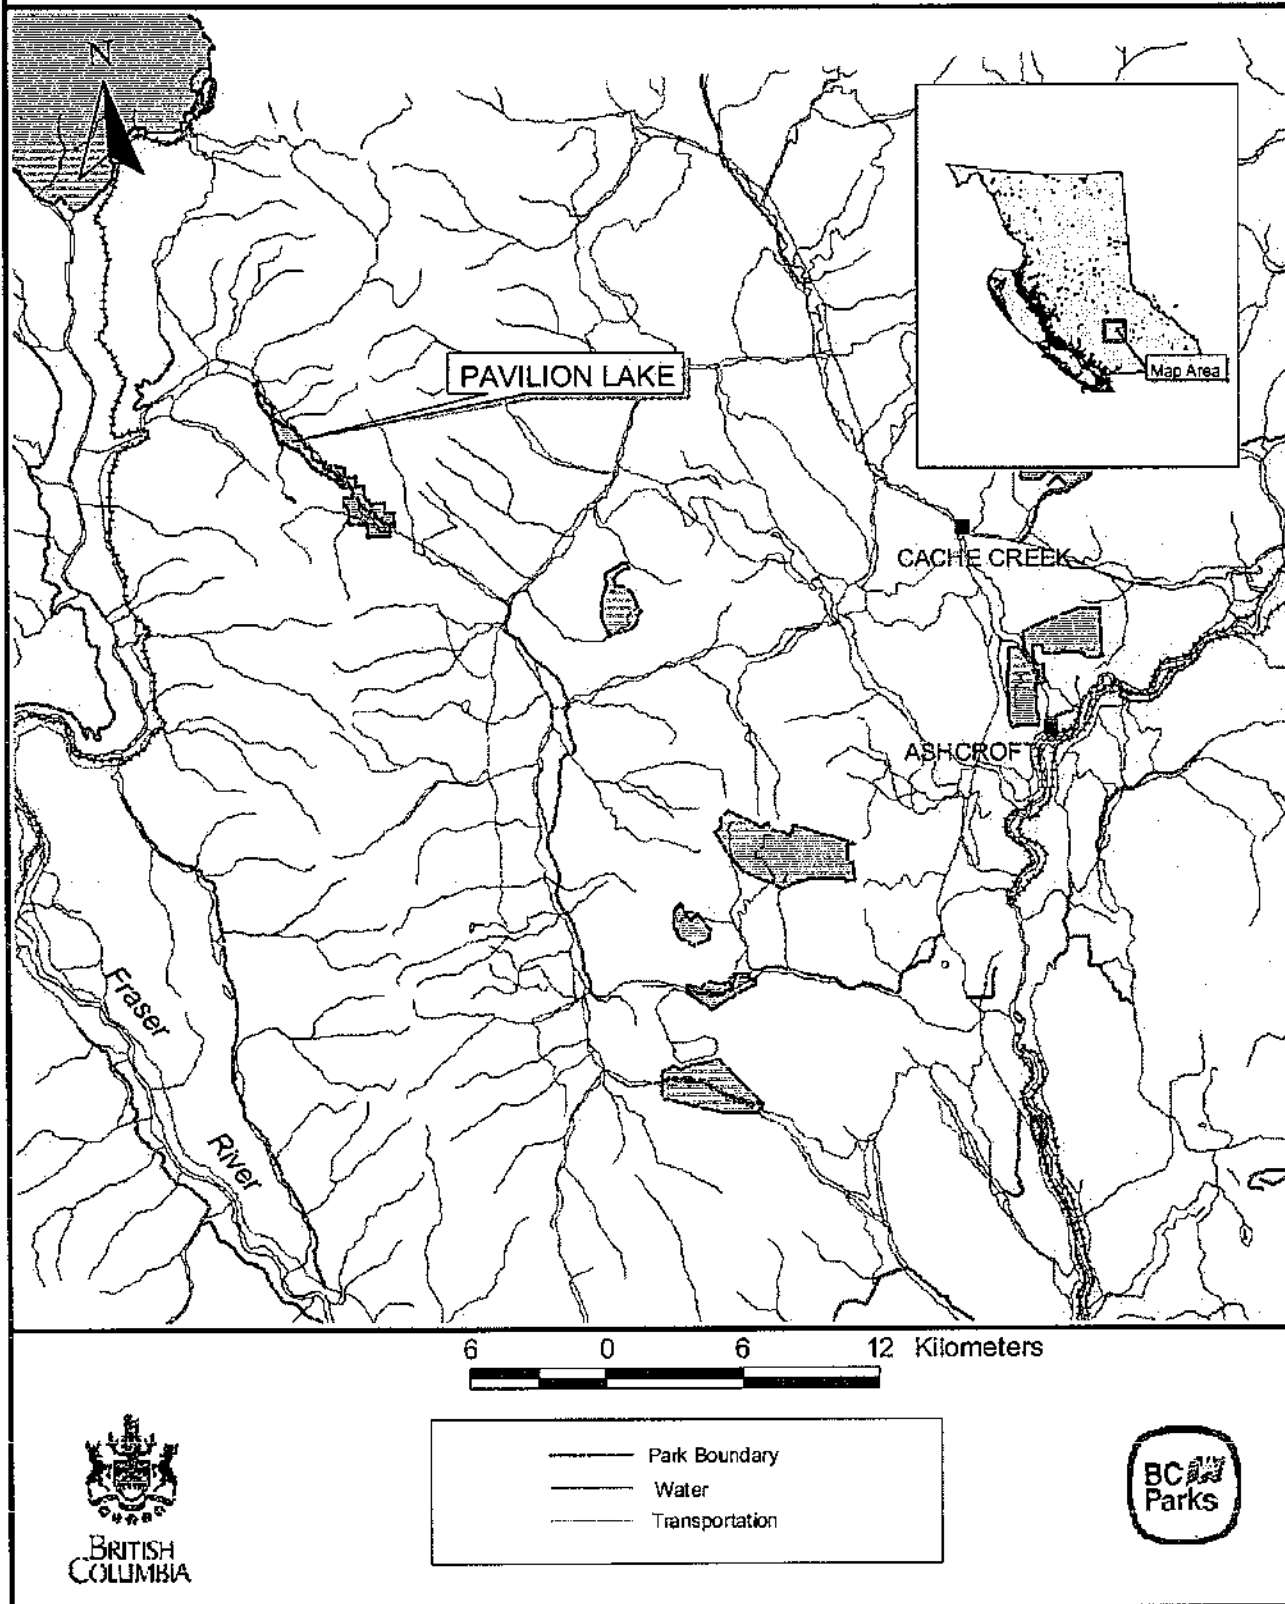 N
Map Area
PAVILION LAKE
CACHE CREEK
ASHCROFT
Fraser
River
6 0 6 12 Kilometers
Park Boundary
Water
Transportation
BRITISH
COLUMBIA
BC
Parks